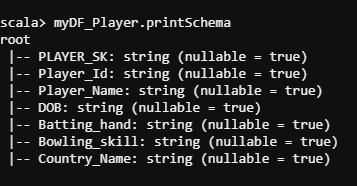 scala> myDF_Player.printSchema
root
 |-- PLAYER_SK: string (nullable = true)
 |-- Player_Id: string (nullable = true)
 |-- Player_Name: string (nullable = true)
 |-- DOB: string (nullable = true)
 |-- Batting_hand: string (nullable = true)
 |-- Bowling_skill: string (nullable = true)
 |-- Country_Name: string (nullable = true)